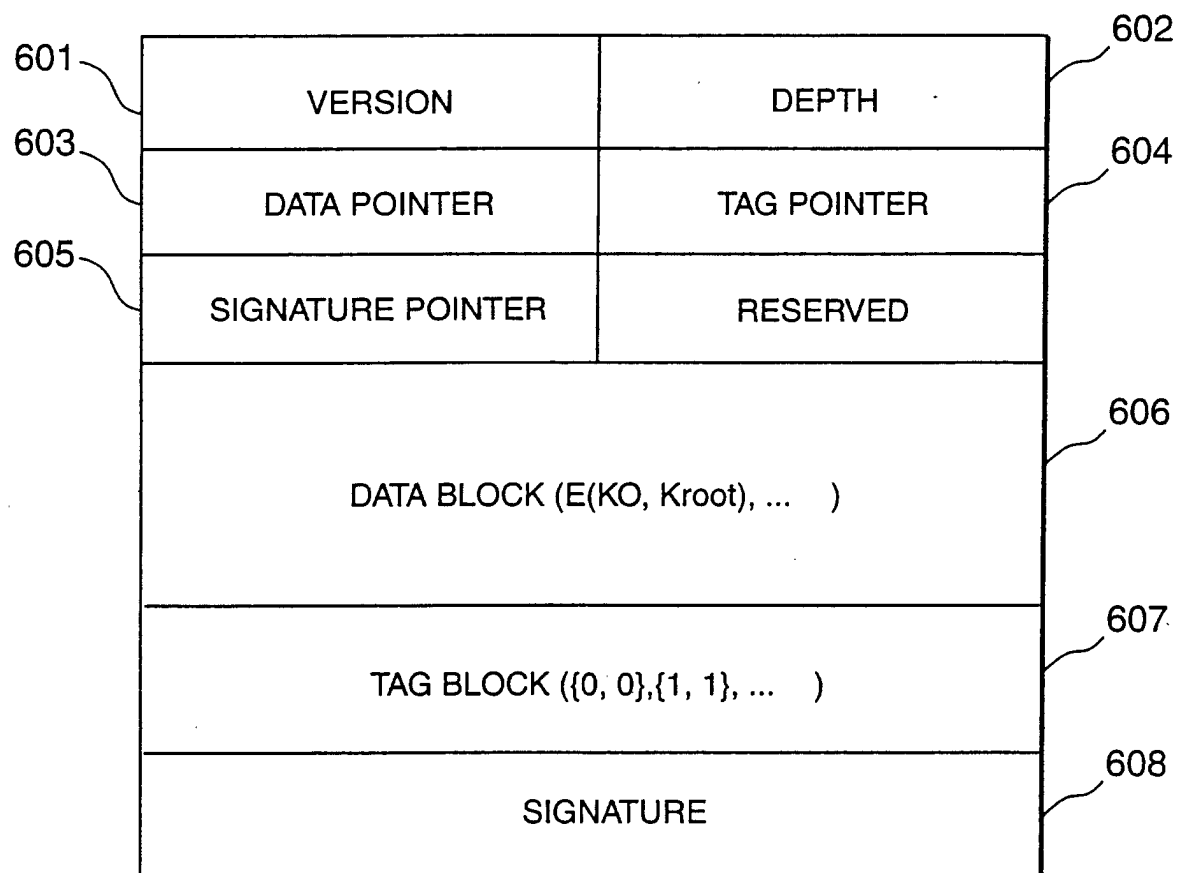 601 VERSION DEPTH 602
603 DATA POINTER TAG POINTER 604
605 SIGNATURE POINTER RESERVED
DATA BLOCK (E(KO, Kroot), ... ) 606
TAG BLOCK ({0, 0},{1, 1}, ... ) 607
SIGNATURE 608